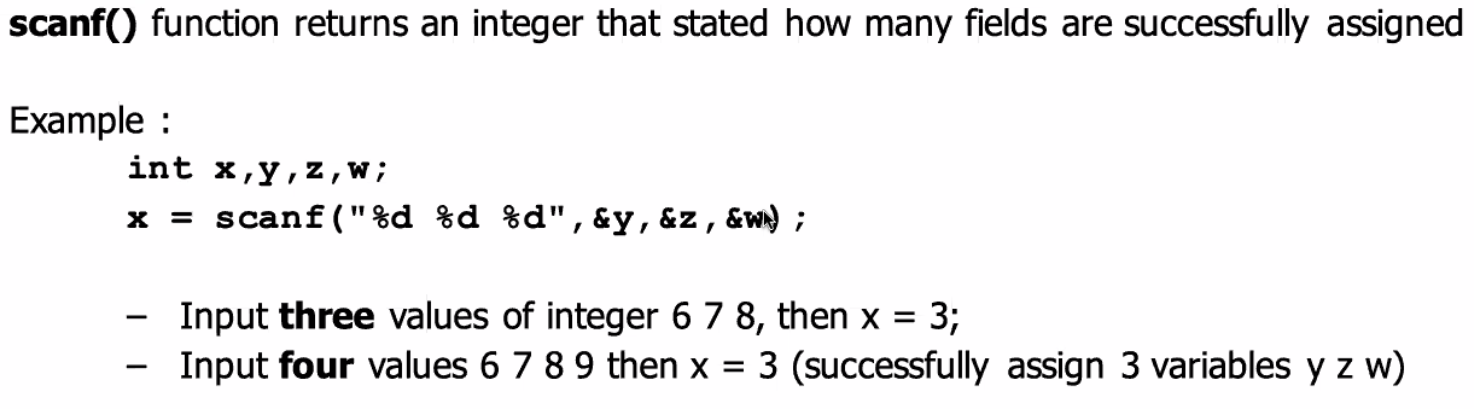 scanf() function returns an integer that stated how many fields are successfully assigned
Example :
int x,y,z,w;
x = scanf("%d %d %d",&y,&z,&w);
– Input three values of integer 6 7 8, then x = 3;
– Input four values 6 7 8 9 then x = 3 (successfully assign 3 variables y z w)